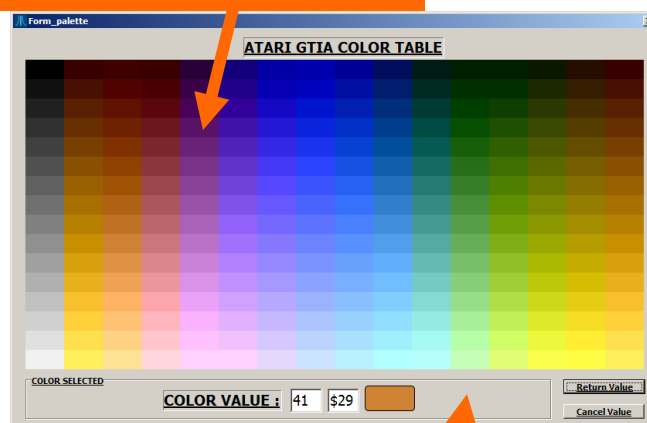 Form_palette
ATARI GTIA COLOR TABLE
COLOR SELECTED
COLOR VALUE : 41 $29
Return Value
Cancel Value